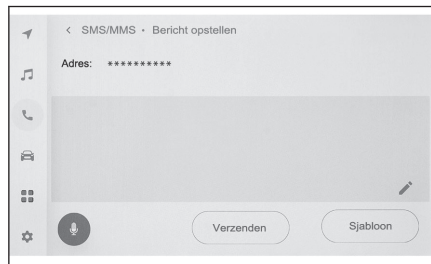 < SMS/MMS • Bericht opstellen
Adres: **********
Verzenden
Sjabloon